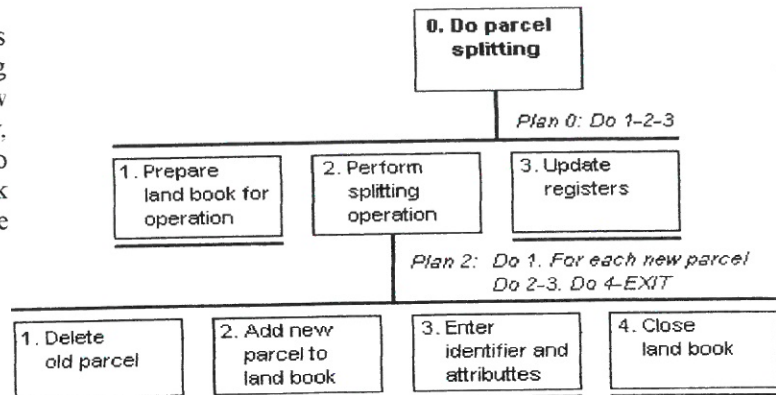 0. Do parcel
splitting
Plan 0: Do 1-2-3
1. Prepare
land book for
operation
2. Perform
splitting
operation
3. Update
registers
Plan 2: Do 1. For each new parcel
Do 2-3. Do 4-EXIT
1. Delete
old parcel
2. Add new
parcel to
land book
3. Enter
identifier and
attributtes
4. Close
land book